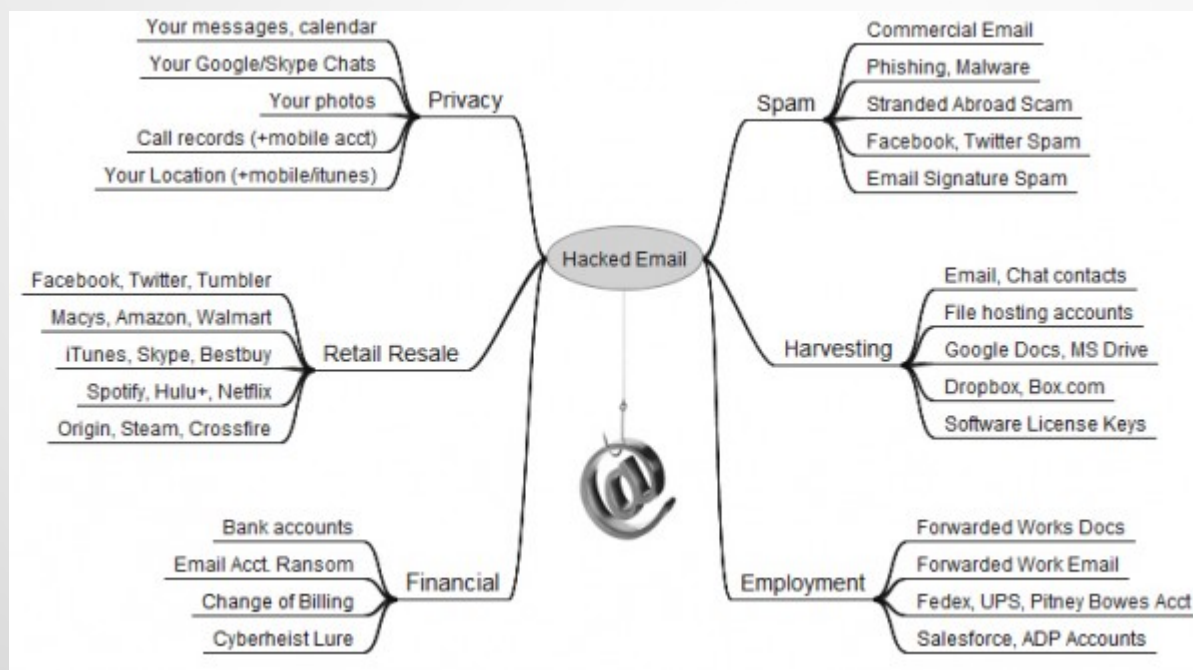 Hacked Email
Privacy
Your messages, calendar
Your Google/Skype Chats
Your photos
Call records (+mobile acct)
Your Location (+mobile/itunes)
Retail Resale
Facebook, Twitter, Tumbler
Macys, Amazon, Walmart
iTunes, Skype, Bestbuy
Spotify, Hulu+, Netflix
Origin, Steam, Crossfire
Financial
Bank accounts
Email Acct. Ransom
Change of Billing
Cyberheist Lure
Spam
Commercial Email
Phishing, Malware
Stranded Abroad Scam
Facebook, Twitter Spam
Email Signature Spam
Harvesting
Email, Chat contacts
File hosting accounts
Google Docs, MS Drive
Dropbox, Box.com
Software License Keys
Employment
Forwarded Works Docs
Forwarded Work Email
Fedex, UPS, Pitney Bowes Acct
Salesforce, ADP Accounts
@